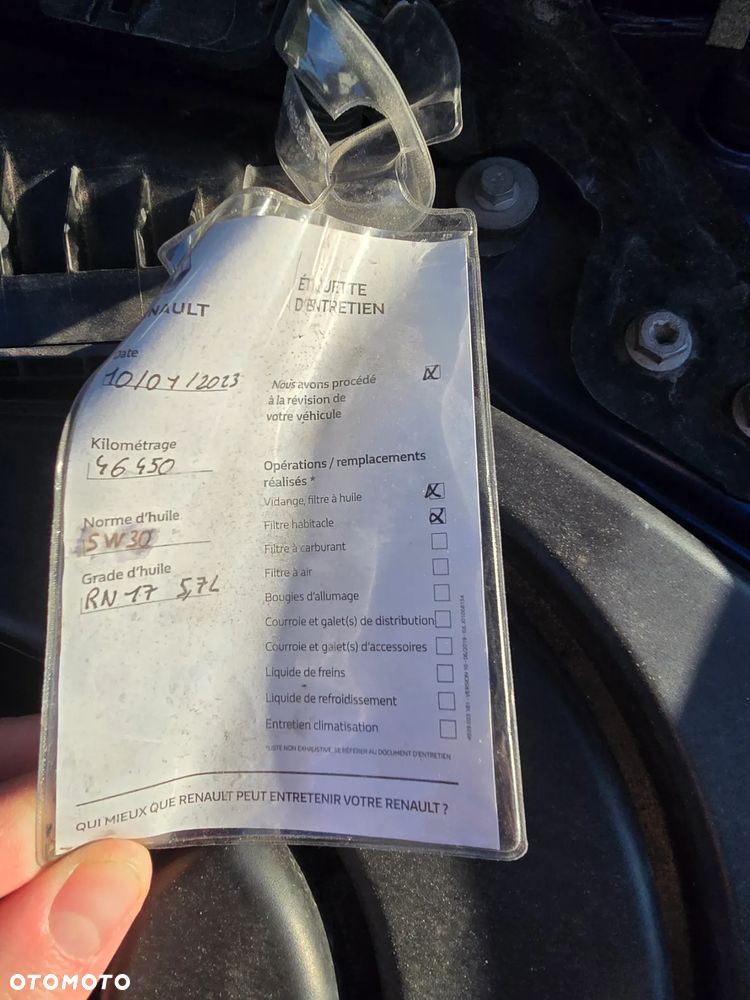 NAULT
ÉTIQUETTE
D'ENTRETIEN
Date
10/01/2023
Nous avons procédé
à la révision de
votre véhicule
Kilométrage
46 450
Norme d'huile
5W30
Grade d'huile
RN 17 5,7L
Opérations / remplacements
réalisés *
Vidange, filtre à huile
Filtre habitacle
Filtre à carburant
Filtre à air
Bougies d'allumage
Courroie et galet(s) de distribution
Courroie et galet(s) d'accessoires
Liquide de freins
Liquide de refroidissement
Entretien climatisation
*LISTE NON EXHAUSTIVE, SE RÉFÉRER AU DOCUMENT D'ENTRETIEN
QUI MIEUX QUE RENAULT PEUT ENTRETENIR VOTRE RENAULT ?
OTOMOTO